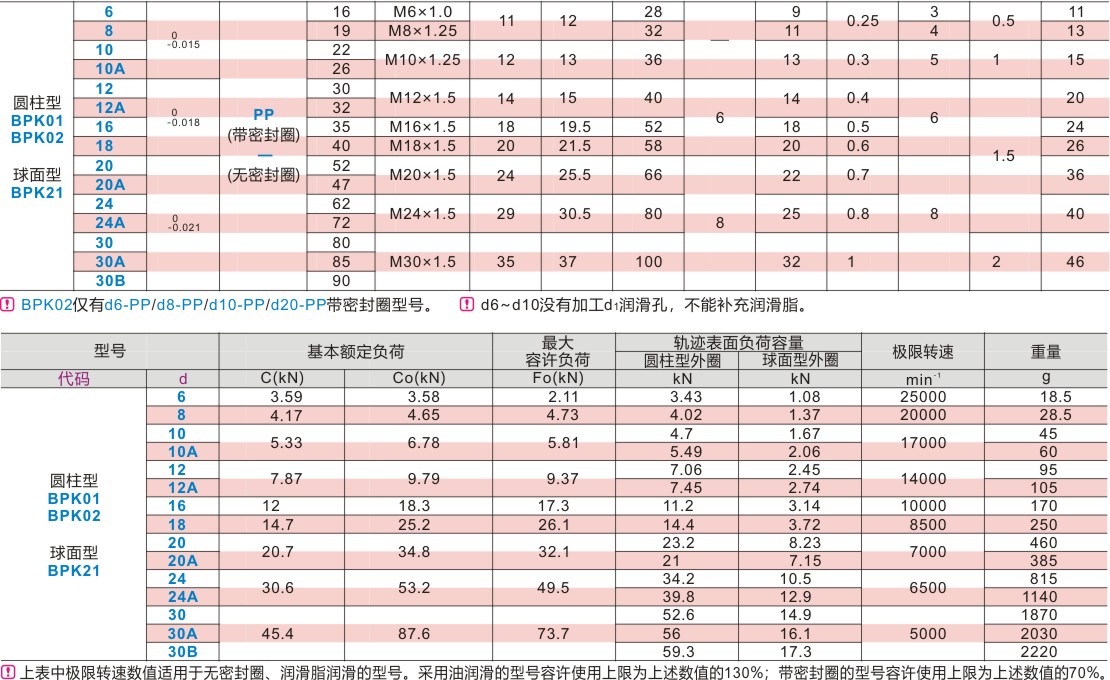 6 16 M6×1.0 11 12 28 — 9 0.25 3 0.5 11
8 0 -0.015 19 M8×1.25 32 11 4 13
10 22 M10×1.25 12 13 36 13 0.3 5 1 15
10A 26
12 30 M12×1.5 14 15 40 6 14 0.4 6 1.5 20
12A 0 -0.018 32
16 35 M16×1.5 18 19.5 52 18 0.5 24
18 40 M18×1.5 20 21.5 58 20 0.6 26
20 52 M20×1.5 24 25.5 66 22 0.7 36
20A 47
24 62 M24×1.5 29 30.5 80 8 25 0.8 8 40
24A 0 -0.021 72
30 80
30A 85 M30×1.5 35 37 100 32 1 2 46
30B 90
圆柱型
BPK01
BPK02
球面型
BPK21
PP
(带密封圈)
—
(无密封圈)
BPK02仅有d6-PP/d8-PP/d10-PP/d20-PP带密封圈型号。 d6~d10没有加工d1润滑孔，不能补充润滑脂。
型号 基本额定负荷 最大容许负荷 轨迹表面负荷容量 极限转速 重量
圆柱型外圈 球面型外圈
代码 d C(kN) Co(kN) Fo(kN) kN kN min⁻¹ g
6 3.59 3.58 2.11 3.43 1.08 25000 18.5
8 4.17 4.65 4.73 4.02 1.37 20000 28.5
10 5.33 6.78 5.81 4.7 1.67 17000 45
10A 5.49 2.06 60
12 7.87 9.79 9.37 7.06 2.45 14000 95
12A 7.45 2.74 105
16 12 18.3 17.3 11.2 3.14 10000 170
18 14.7 25.2 26.1 14.4 3.72 8500 250
20 20.7 34.8 32.1 23.2 8.23 7000 460
20A 21 7.15 385
24 30.6 53.2 49.5 34.2 10.5 6500 815
24A 39.8 12.9 1140
30 52.6 14.9 1870
30A 45.4 87.6 73.7 56 16.1 5000 2030
30B 59.3 17.3 2220
圆柱型
BPK01
BPK02
球面型
BPK21
上表中极限转速数值适用于无密封圈、润滑脂润滑的型号。采用油润滑的型号容许使用上限为上述数值的130%；带密封圈的型号容许使用上限为上述数值的70%。